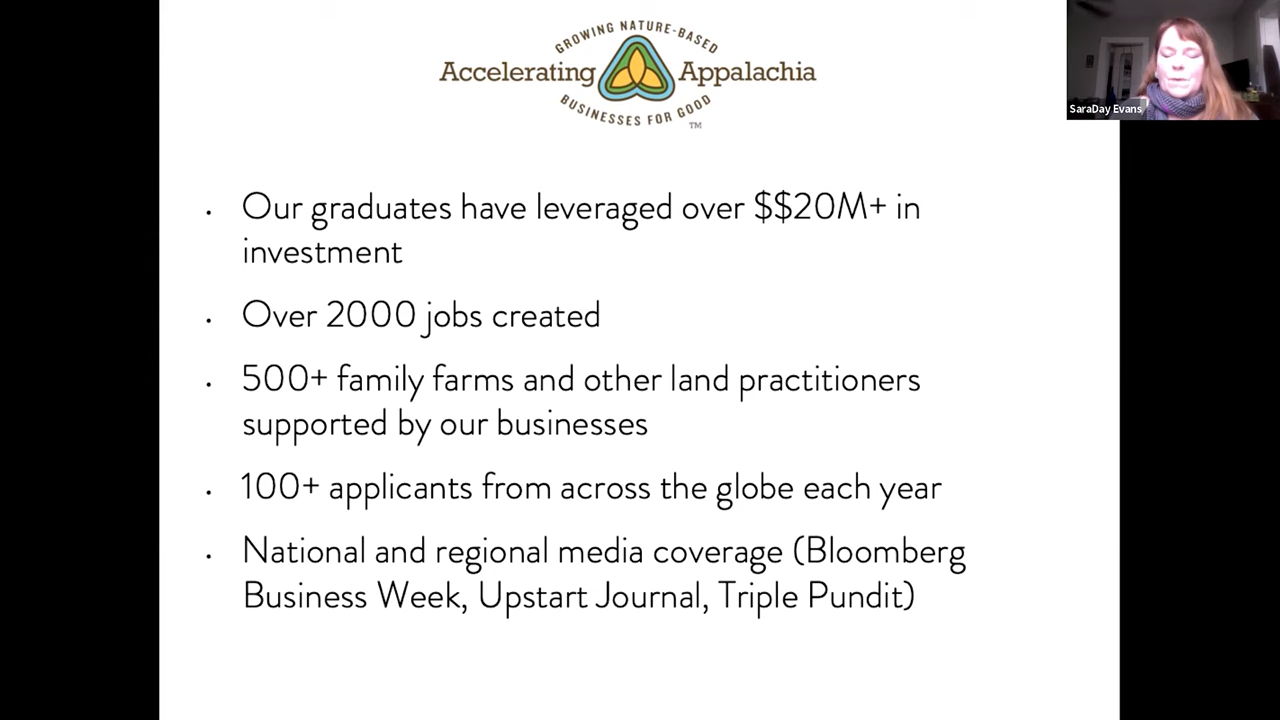 GROWING NATURE-BASED
Accelerating Appalachia
BUSINESSES FOR GOOD
TM
SaraDay Evans
• Our graduates have leveraged over $$20M+ in
investment
• Over 2000 jobs created
• 500+ family farms and other land practitioners
supported by our businesses
• 100+ applicants from across the globe each year
• National and regional media coverage (Bloomberg
Business Week, Upstart Journal, Triple Pundit)